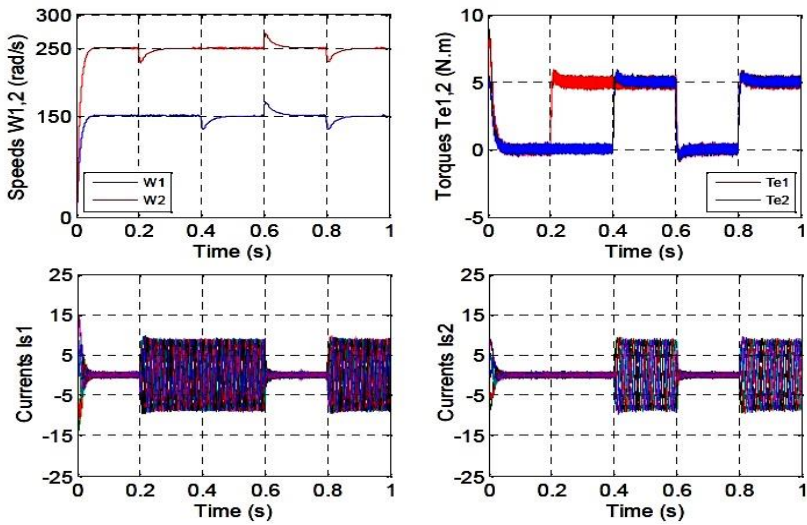 Speeds W1,2 (rad/s)
300
250
150
0
W1
W2
0 0.2 0.4 0.6 0.8 1
Time (s)
Torques Te1,2 (N.m)
10
5
0
-5
Te1
Te2
0 0.2 0.4 0.6 0.8 1
Time (s)
Currents Is1
25
15
5
-5
-15
-25
0 0.2 0.4 0.6 0.8 1
Time (s)
Currents Is2
25
15
5
-5
-15
-25
0 0.2 0.4 0.6 0.8 1
Time (s)